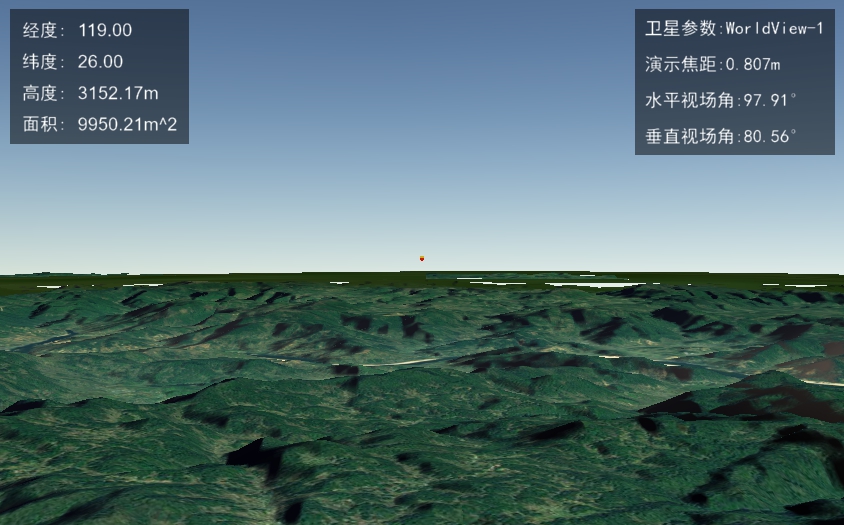 经度: 119.00
纬度: 26.00
高度: 3152.17m
面积: 9950.21m^2
卫星参数:WorldView-1
演示焦距:0.807m
水平视场角:97.91°
垂直视场角:80.56°